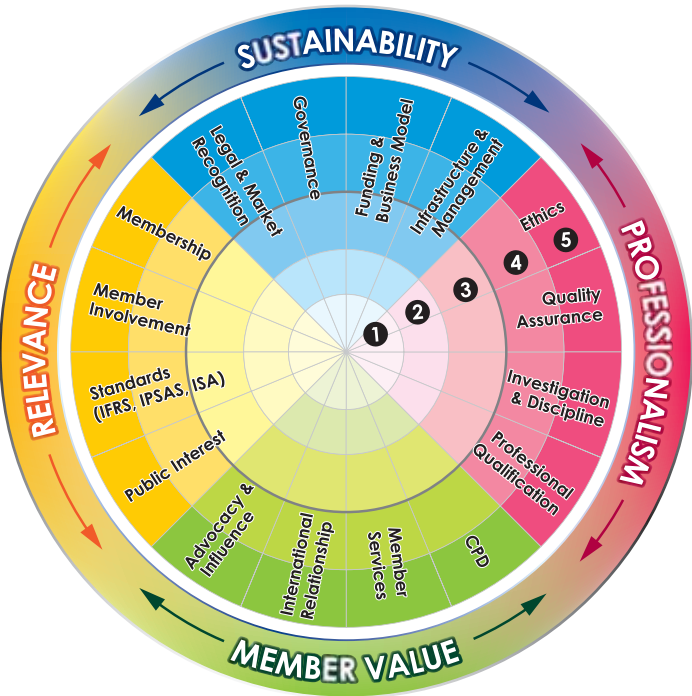 SUSTAINABILITY
Legal & Market
Recognition
Governance
Funding &
Business Model
Infrastructure &
Management
PROFESSIONALISM
Ethics
Quality
Assurance
Investigation
& Discipline
Professional
Qualification
MEMBER VALUE
CPD
Member
Services
International
Relationship
Advocacy &
Influence
RELEVANCE
Public Interest
Standards
(IFRS, IPSAS, ISA)
Member
Involvement
Membership
1
2
3
4
5